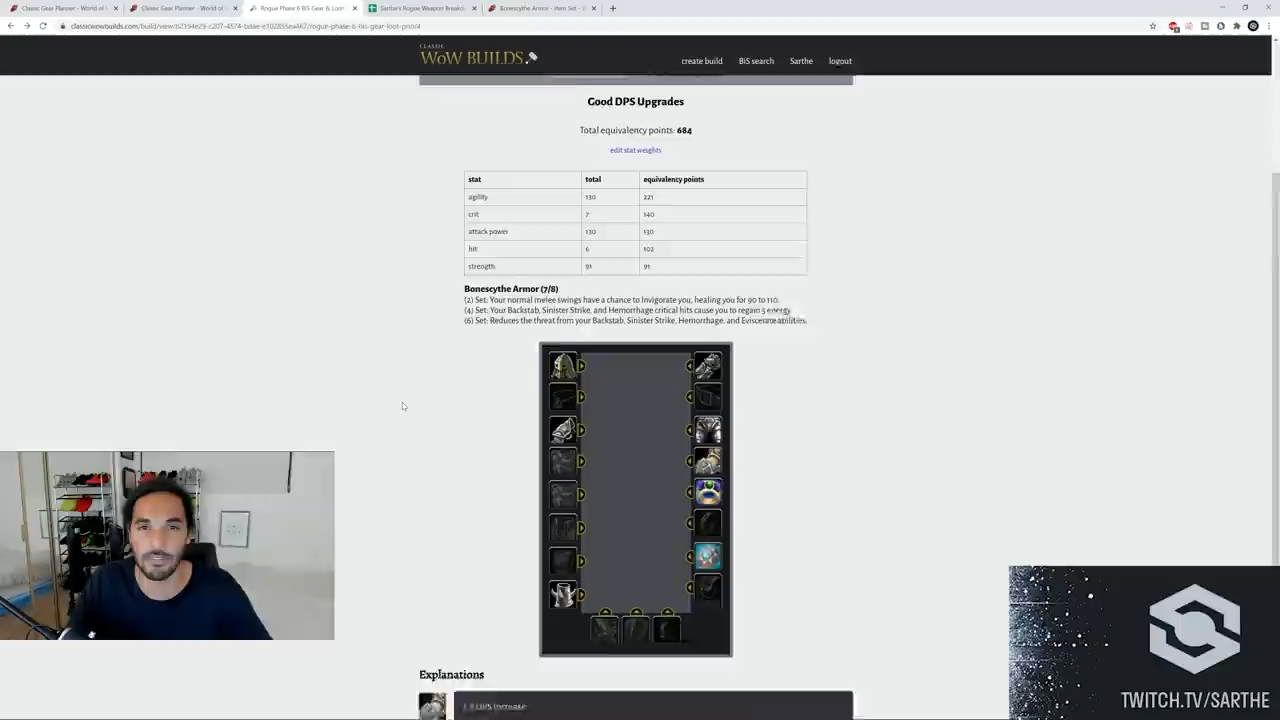 Classic Gear Planner - World of
Classic Gear Planner - World of
Rogue Phase 6 BiS Gear & Loot
Sarthe's Rogue Weapon Breakd
Bonescythe Armor - Item Set - W
CLASSIC
WoW BUILDS
create build
BiS search
Sarthe
logout
Good DPS Upgrades
Total equivalency points: 684
edit stat weights
stat total equivalency points
agility 130 221
crit 7 140
attack power 130 130
hit 6 102
strength 91 91
Bonescythe Armor (7/8)
(2) Set: Your normal melee swings have a chance to Invigorate you, healing you for 90 to 110.
(4) Set: Your Backstab, Sinister Strike, and Hemorrhage critical hits cause you to regain 5 energy.
(6) Set: Reduces the threat from your Backstab, Sinister Strike, Hemorrhage, and Eviscerate abilities.
Explanations
DPS Increase:
TWITCH.TV/SARTHE